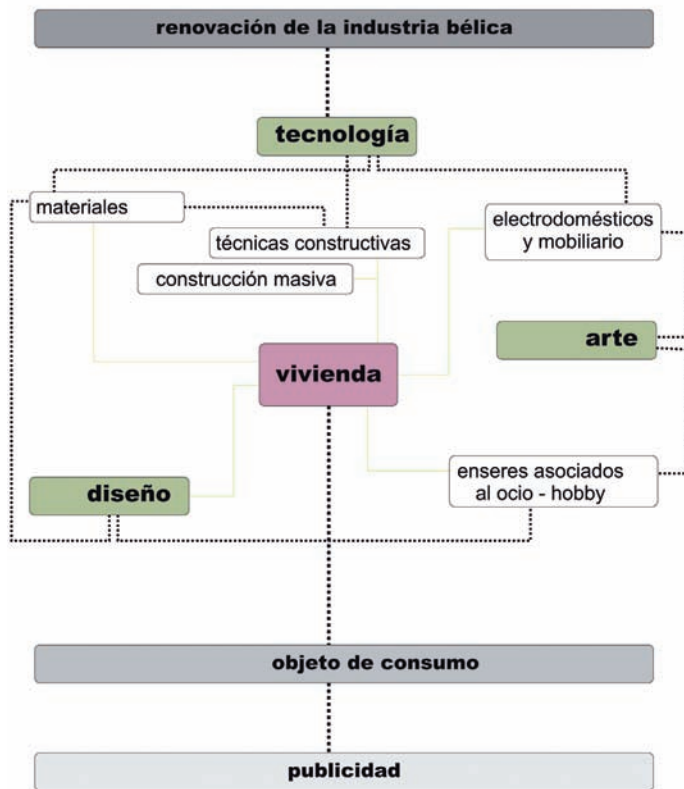 renovación de la industria bélica
tecnología
materiales
técnicas constructivas
construcción masiva
electrodomésticos
y mobiliario
arte
vivienda
diseño
enseres asociados
al ocio - hobby
objeto de consumo
publicidad